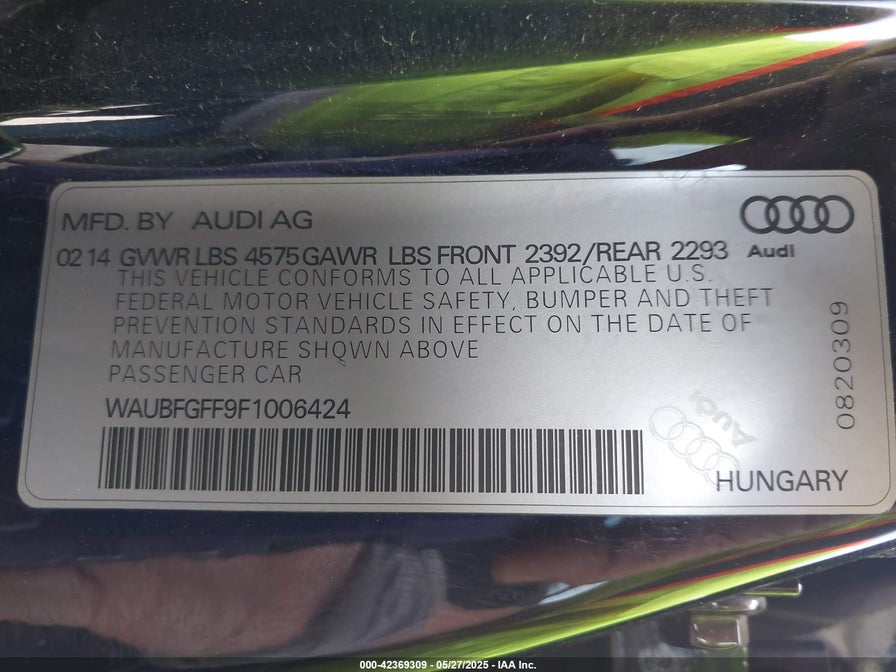 MFD. BY AUDI AG
0214 GVWR LBS 4575 GAWR LBS FRONT 2392/REAR 2293
Audi
THIS VEHICLE CONFORMS TO ALL APPLICABLE U.S.
FEDERAL MOTOR VEHICLE SAFETY, BUMPER AND THEFT
PREVENTION STANDARDS IN EFFECT ON THE DATE OF
MANUFACTURE SHOWN ABOVE
PASSENGER CAR
WAUBFGFF9F1006424
0820309
Audi
HUNGARY
000-42369309 - 05/27/2025 - IAA Inc.